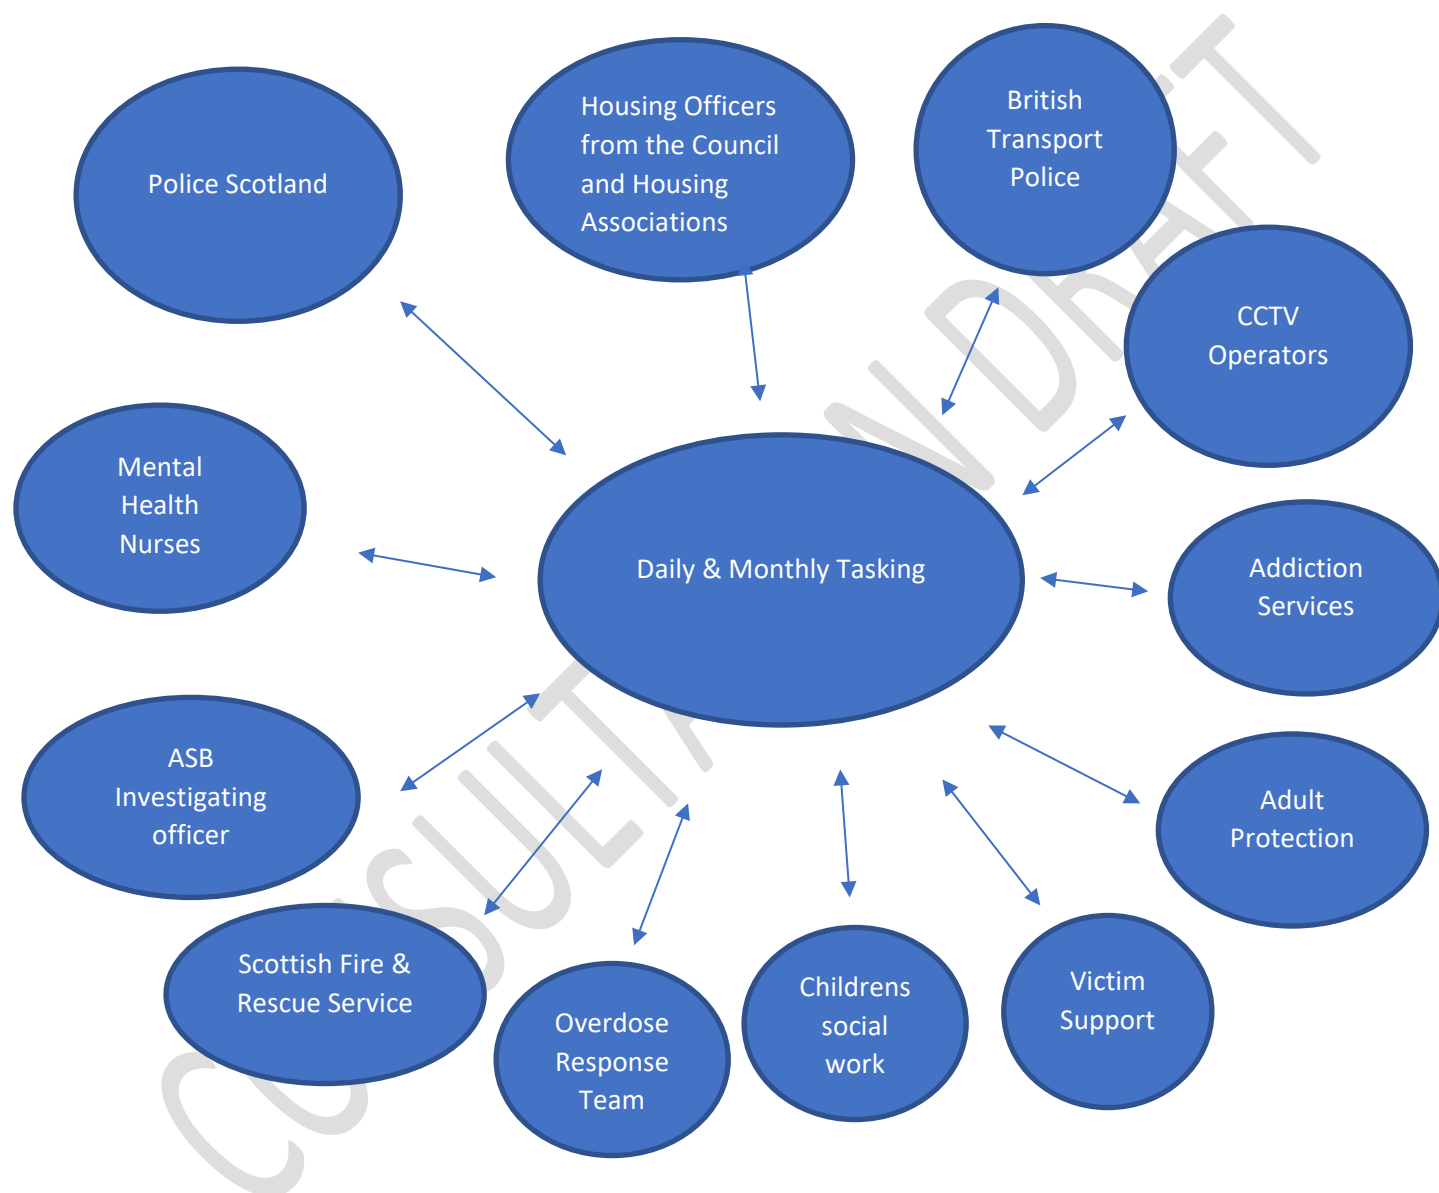 Police Scotland
Housing Officers
from the Council
and Housing
Associations
British
Transport
Police
CCTV
Operators
Mental
Health
Nurses
Daily & Monthly Tasking
Addiction
Services
ASB
Investigating
officer
Adult
Protection
Scottish Fire &
Rescue Service
Overdose
Response
Team
Childrens
social
work
Victim
Support
CONSULTATION DRAFT